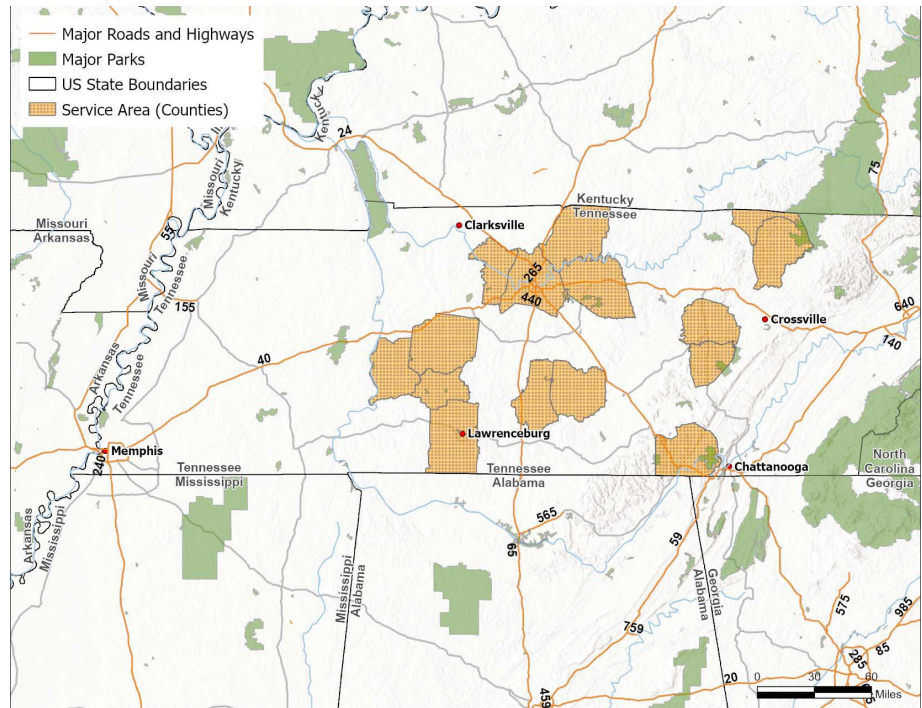 Major Roads and Highways
Major Parks
US State Boundaries
Service Area (Counties)
Kentucky
24
Missouri
Kentucky
75
Kentucky
Tennessee
Missouri
Arkansas
Clarksville
55
Missouri
Tennessee
265
440
155
Crossville
640
140
40
Arkansas
Tennessee
Lawrenceburg
Memphis
240
Tennessee
Mississippi
Tennessee
Alabama
Chattanooga
North
Carolina
Georgia
Arkansas
Mississippi
565
59
65
Mississippi
Alabama
Georgia
Alabama
575
985
759
85
285
20
459
0 30 60
Miles